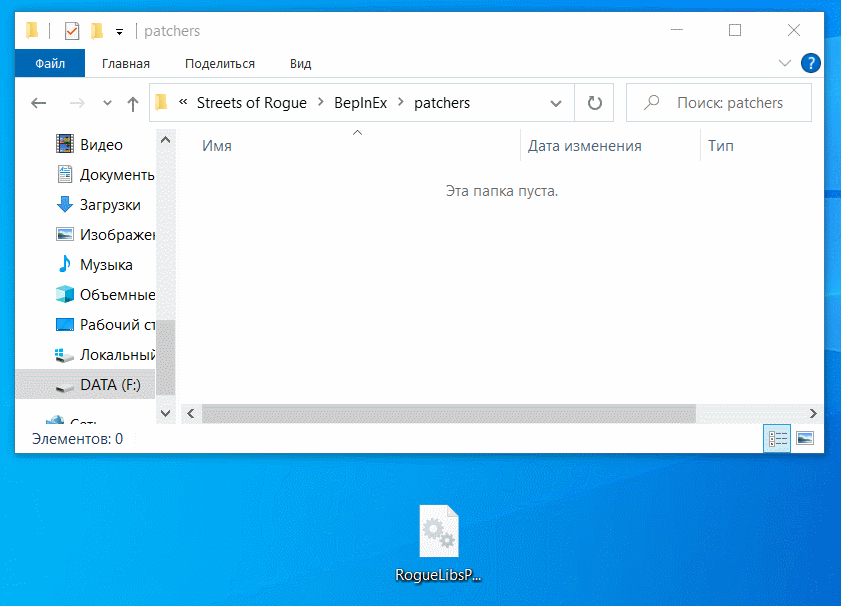 patchers
Файл Главная Поделиться Вид ?
« Streets of Rogue > BepInEx > patchers Поиск: patchers
Имя Дата изменения Тип
Эта папка пуста.
Видео
Документы
Загрузки
Изображен
Музыка
Объемные
Рабочий ст
Локальный
DATA (F:)
Сеть
Элементов: 0
RogueLibsP...